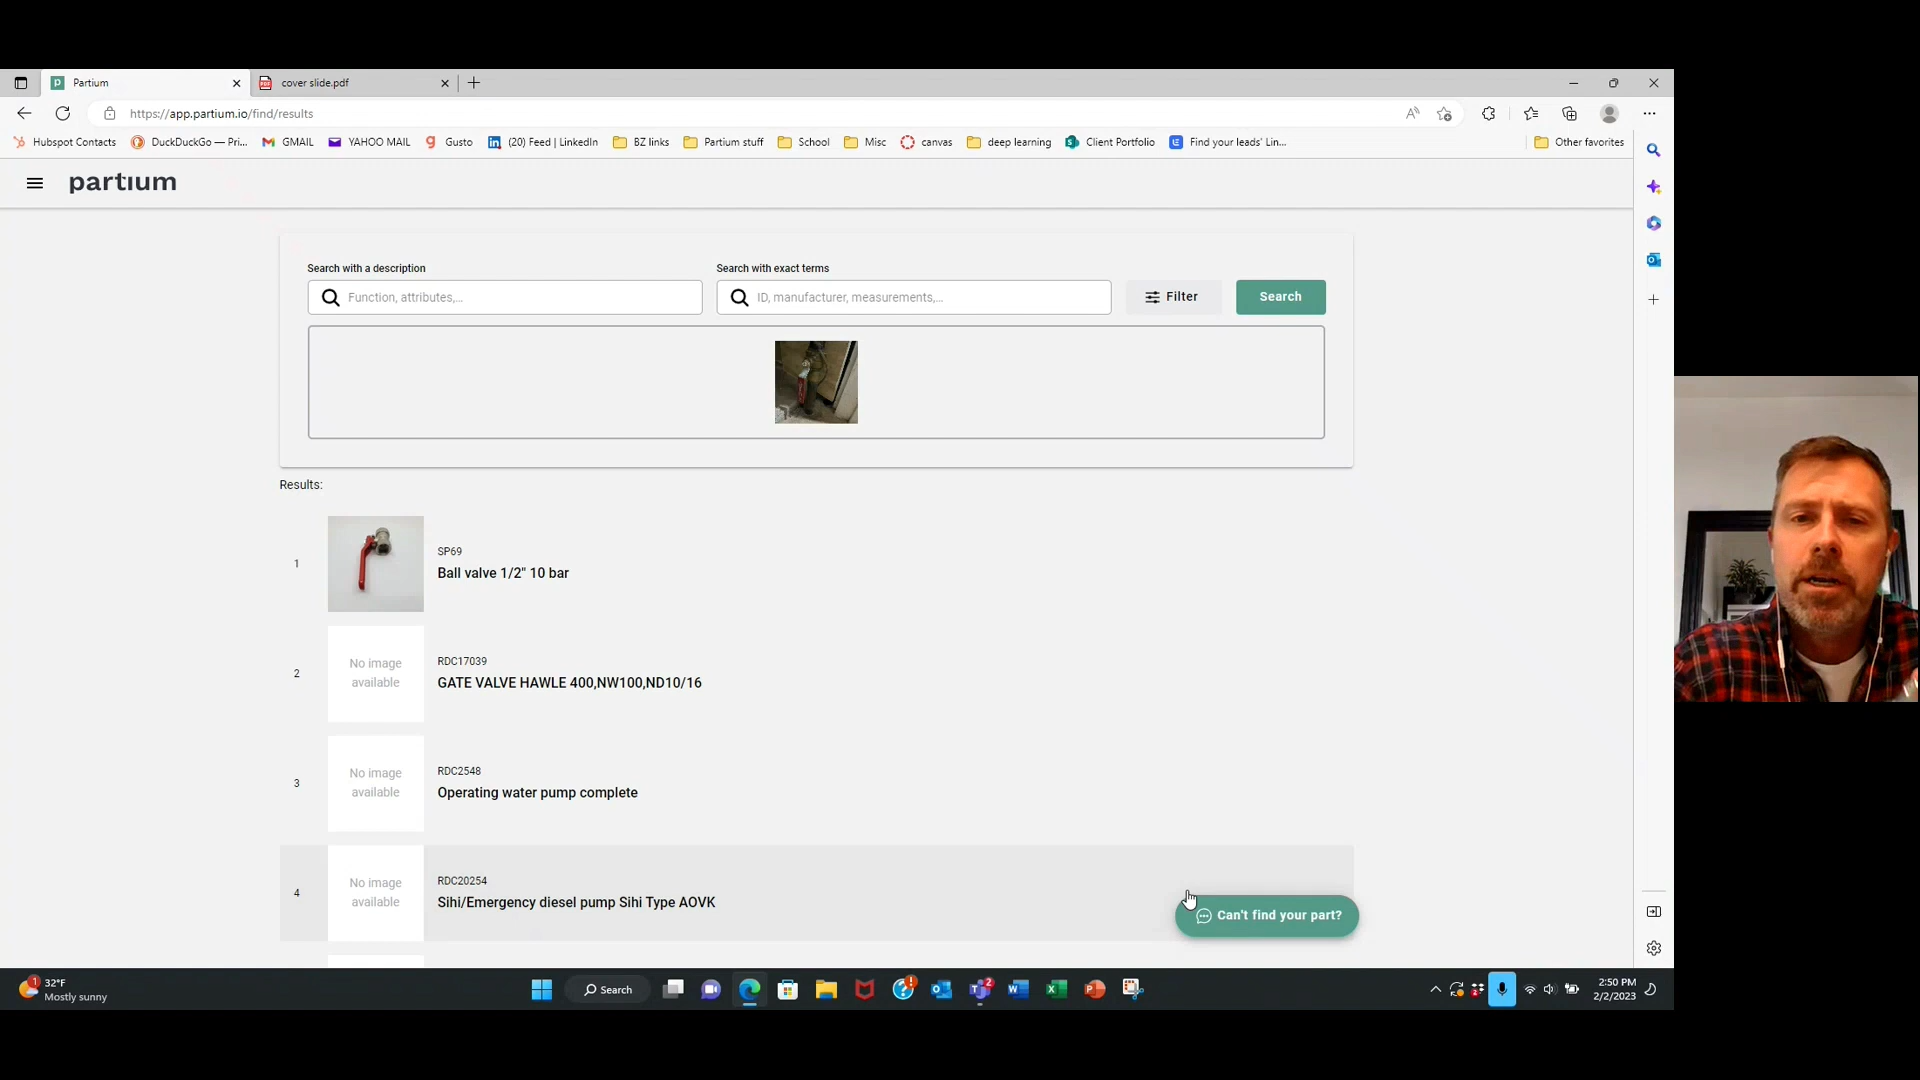 Partium
cover slide.pdf
https://app.partium.io/find/results
Hubspot Contacts
DuckDuckGo — Pri...
GMAIL
YAHOO MAIL
Gusto
(20) Feed | LinkedIn
BZ links
Partium stuff
School
Misc
canvas
deep learning
Client Portfolio
Find your leads' Lin...
Other favorites
partium
Search with a description
Search with exact terms
Function, attributes,...
ID, manufacturer, measurements,...
Filter
Search
Results:
1
SP69
Ball valve 1/2" 10 bar
2
No image
available
RDC17039
GATE VALVE HAWLE 400,NW100,ND10/16
3
No image
available
RDC2548
Operating water pump complete
4
No image
available
RDC20254
Sihi/Emergency diesel pump Sihi Type AOVK
Can't find your part?
32°F
Mostly sunny
Search
2:50 PM
2/2/2023